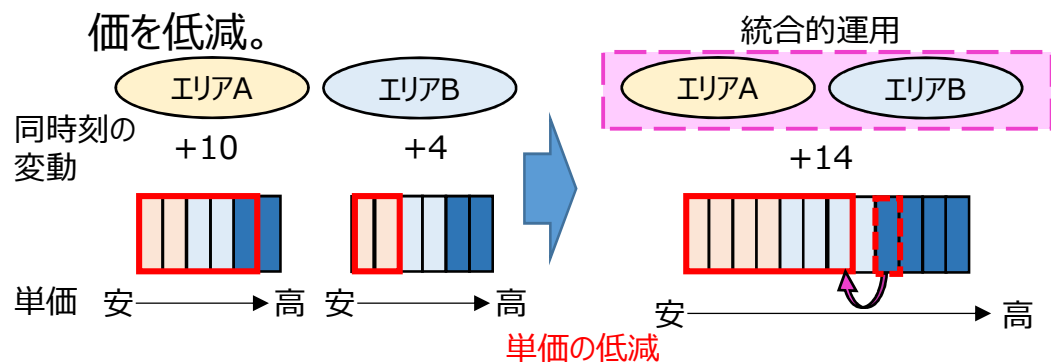 価を低減。
統合的運用
エリアA
エリアB
エリアA
エリアB
同時刻の
変動
+10
+4
+14
単価
安
高
安
高
安
高
単価の低減